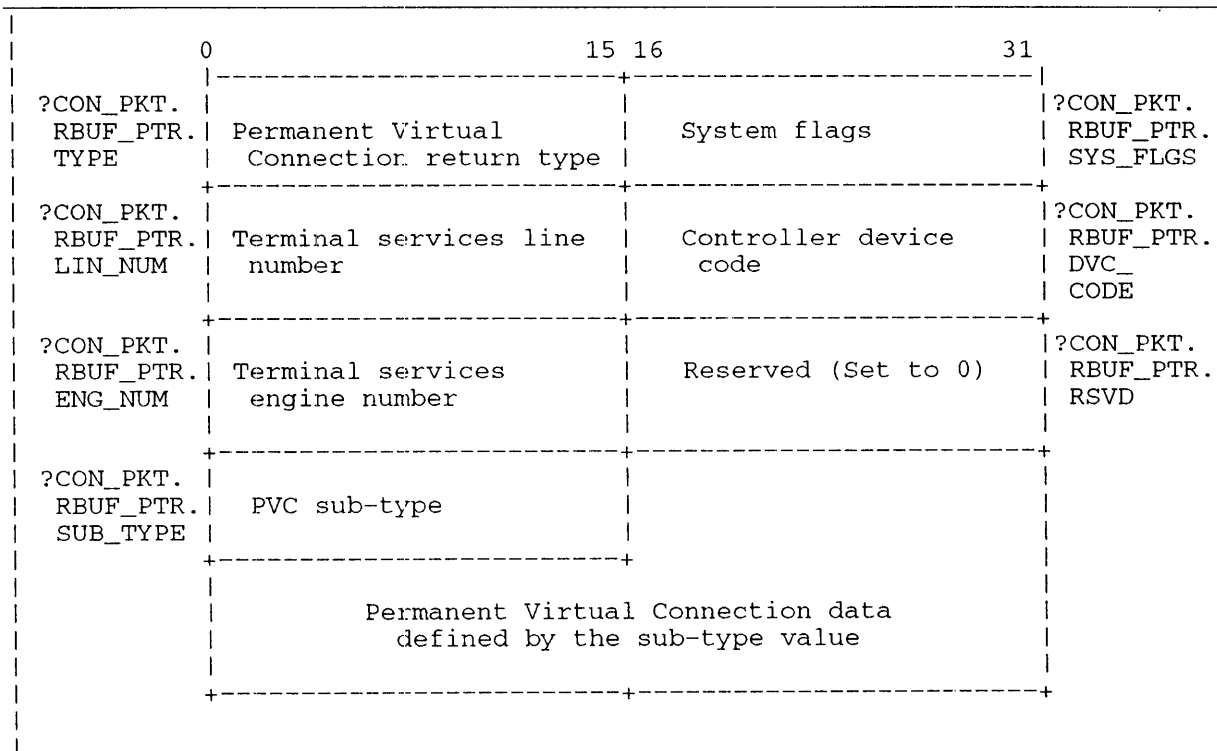 0 15 16 31
?CON_PKT. ?CON_PKT.
RBUF_PTR. Permanent Virtual System flags RBUF_PTR.
TYPE Connection return type SYS_FLGS
?CON_PKT. ?CON_PKT.
RBUF_PTR. Terminal services line Controller device RBUF_PTR.
LIN_NUM number code DVC_
CODE
?CON_PKT. ?CON_PKT.
RBUF_PTR. Terminal services Reserved (Set to 0) RBUF_PTR.
ENG_NUM engine number RSVD
?CON_PKT.
RBUF_PTR. PVC sub-type
SUB_TYPE
Permanent Virtual Connection data
defined by the sub-type value